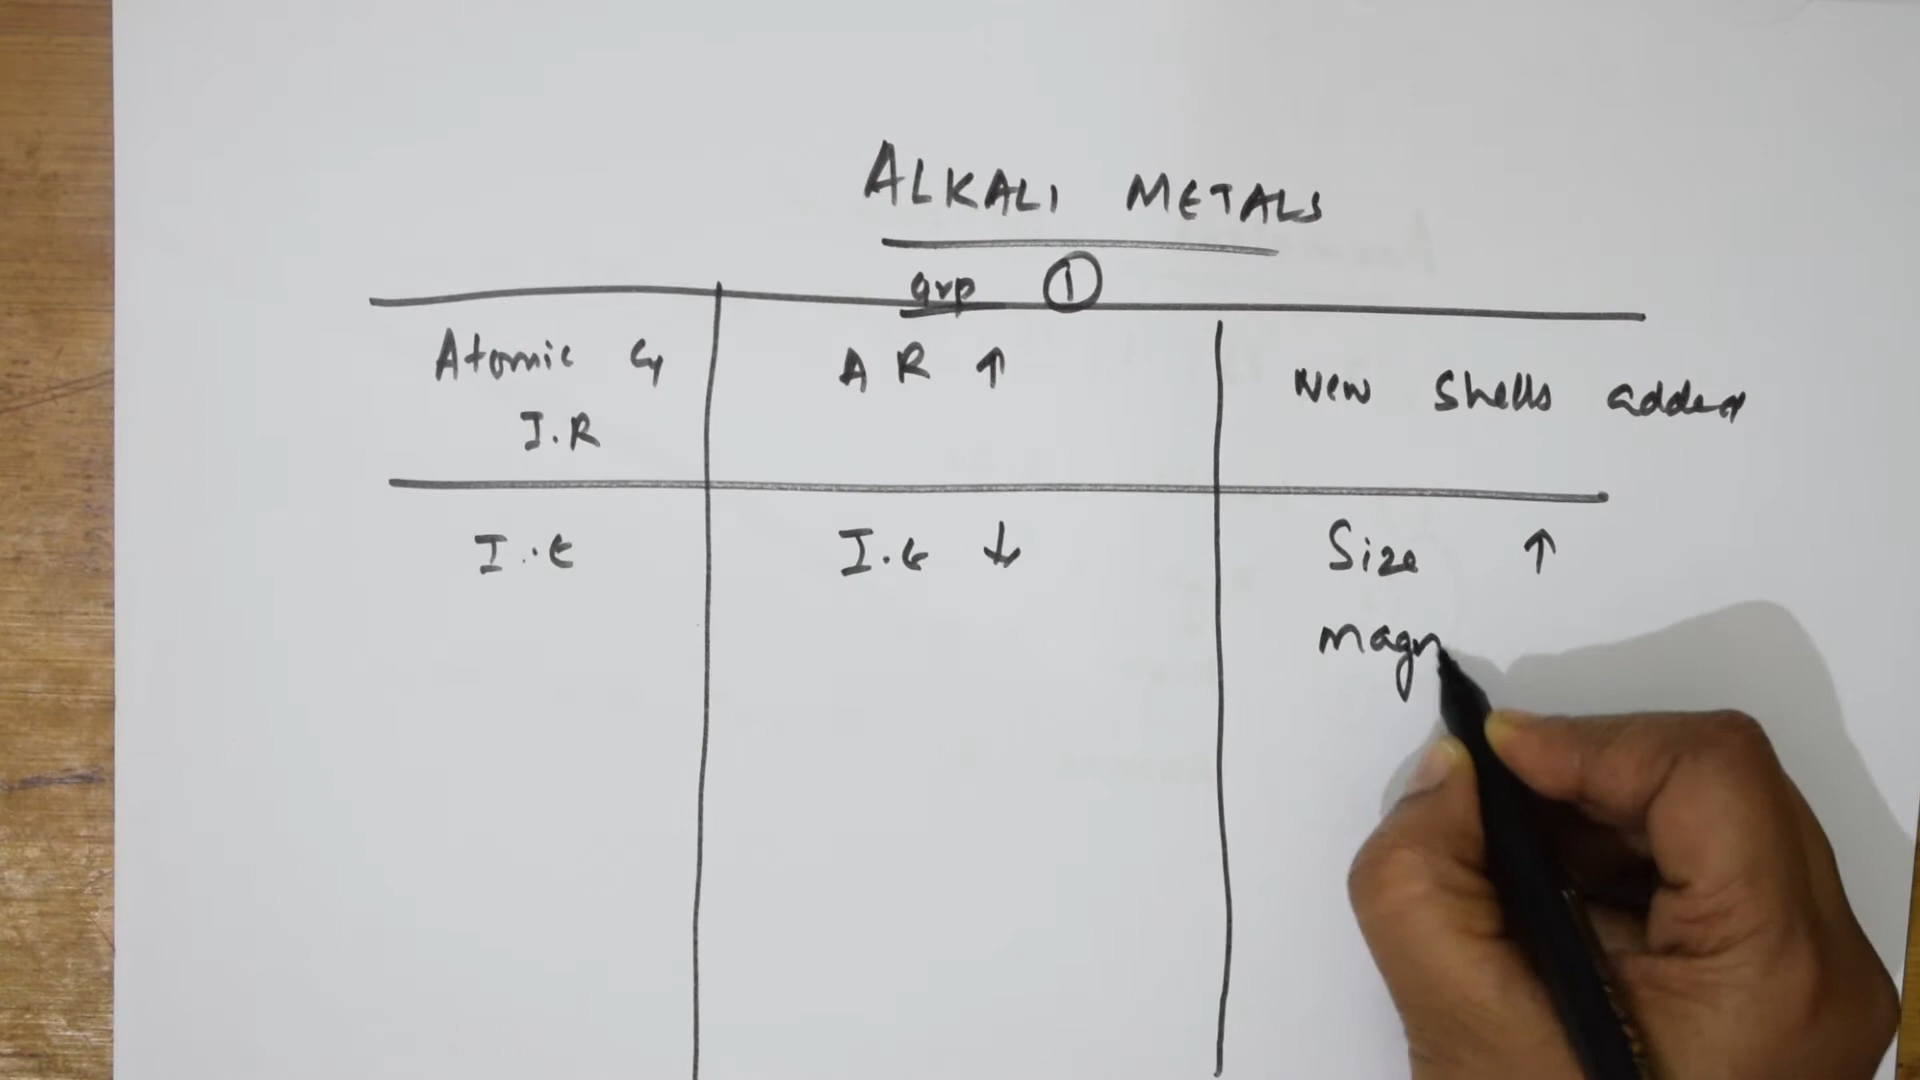 ALKALI METALS
grp 1
Atomic &
I.R
A R ↑
New Shells added
I.E
I.E ↓
Size ↑
magn